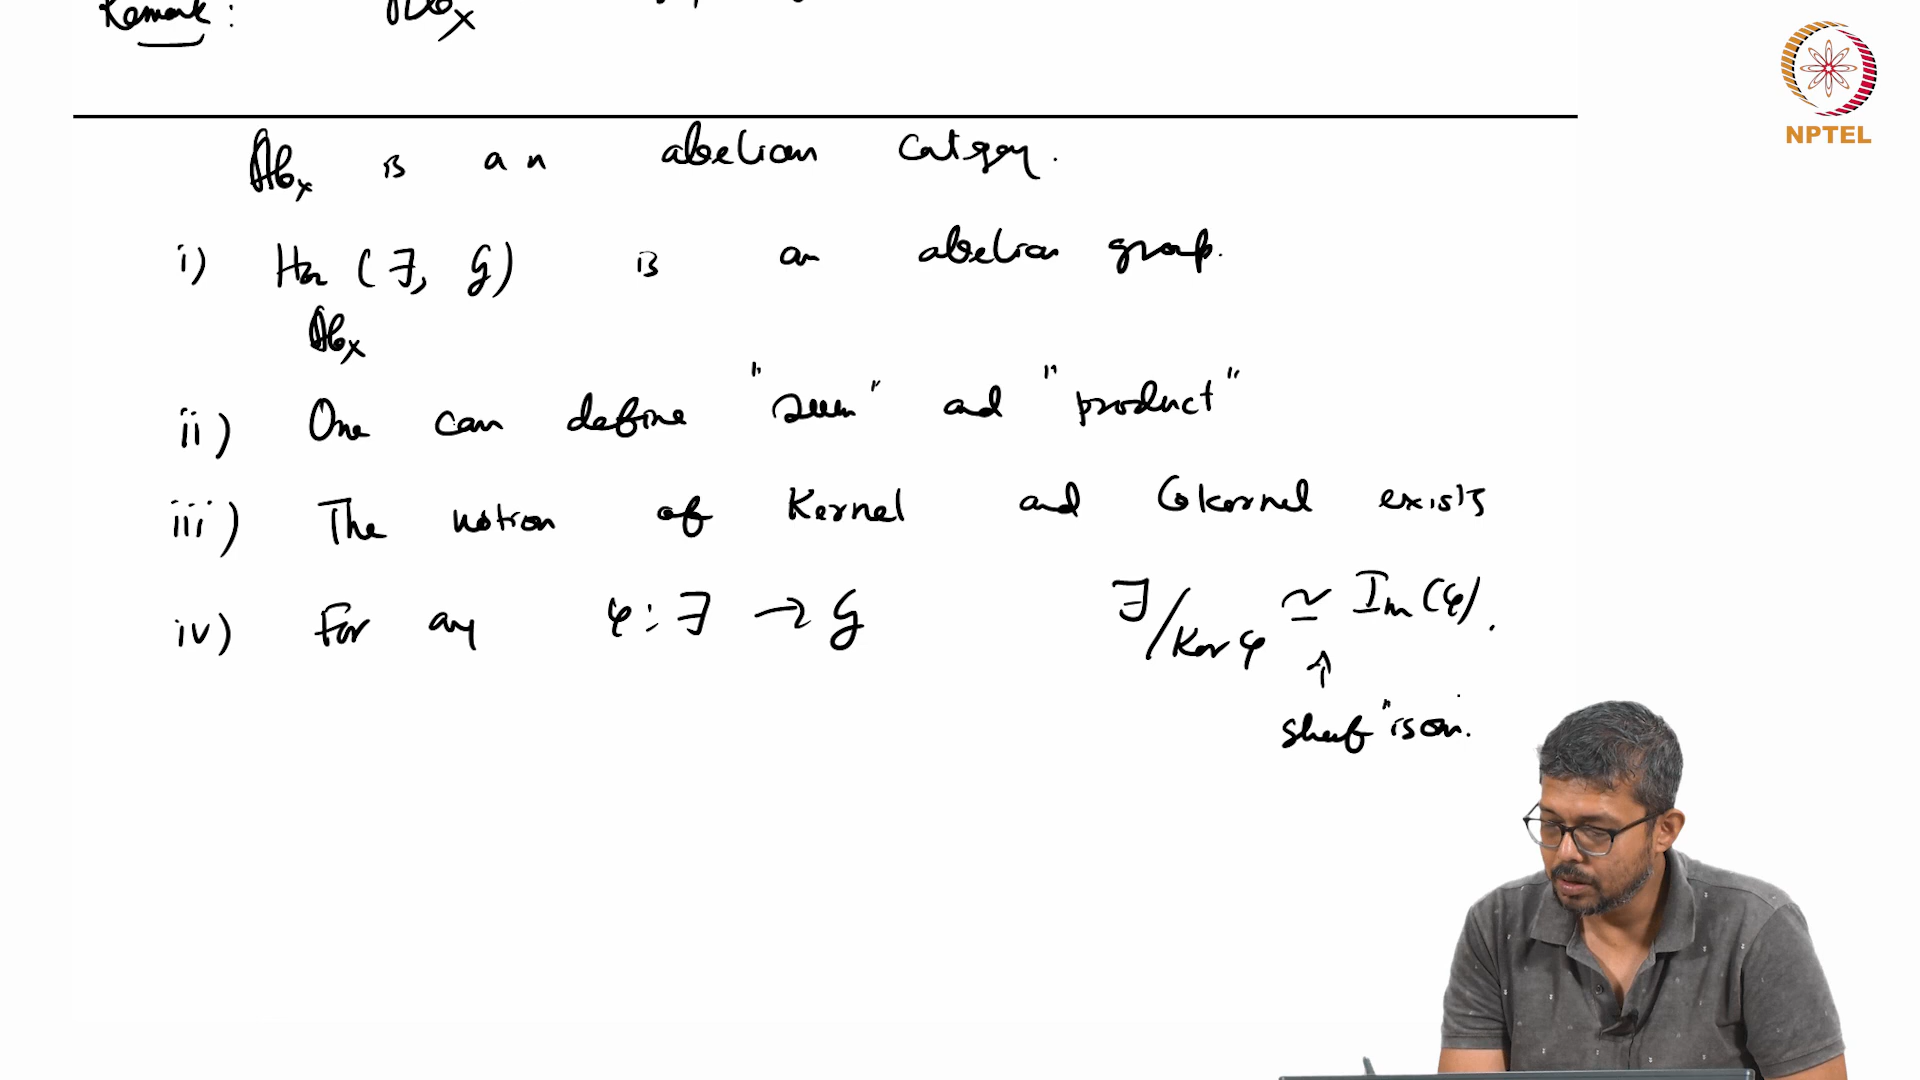 Remark : Ab_X
NPTEL
Ab_X is an abelian category.
i) Hom (F, G) is an abelian group.
Ab_X
ii) One can define "sum" and "product"
iii) The notion of Kernel and Cokernel exists
iv) For any φ : F → G F/Ker φ ≃ Im (φ).
↑
sheaf "isom.